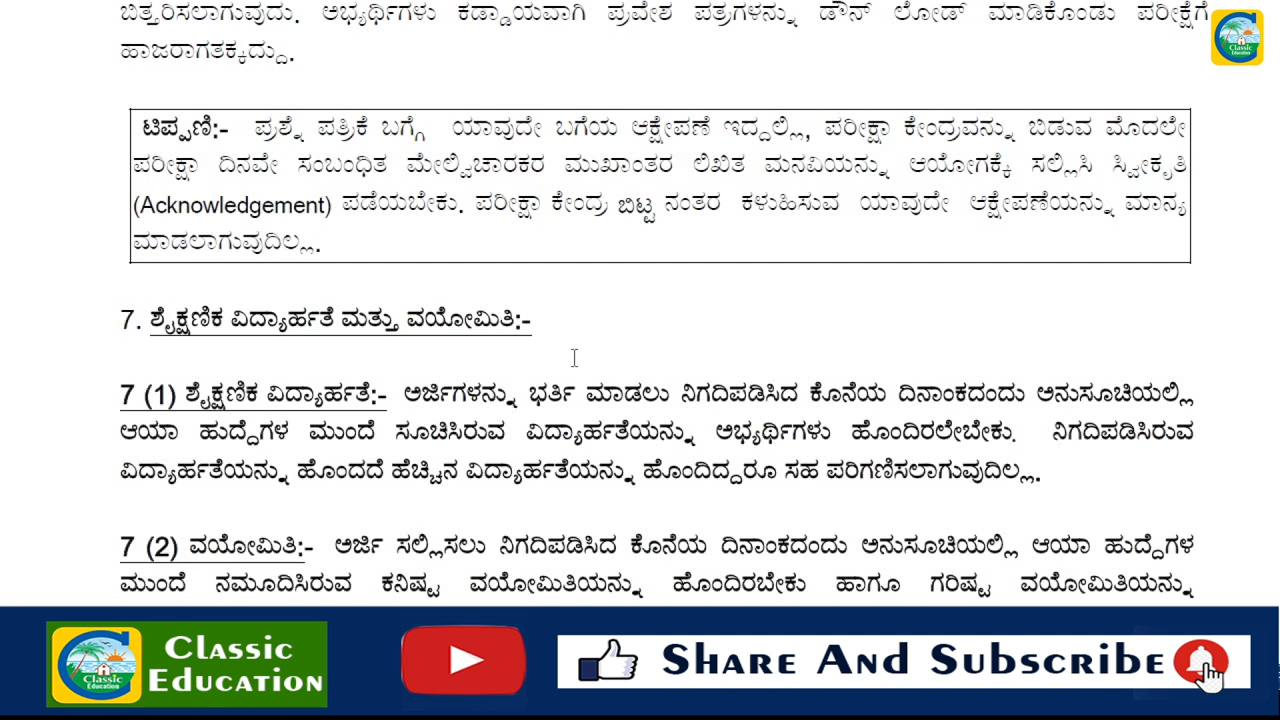 ಬಿತ್ತರಿಸಲಾಗುವುದು. ಅಭ್ಯರ್ಥಿಗಳು ಕಡ್ಡಾಯವಾಗಿ ಪ್ರವೇಶ ಪತ್ರಗಳನ್ನು ಡೌನ್ ಲೋಡ್ ಮಾಡಿಕೊಂಡು ಪರೀಕ್ಷೆಗೆ
ಹಾಜರಾಗತಕ್ಕದ್ದು.
Classic
Education
ಟಿಪ್ಪಣಿ:- ಪ್ರಶ್ನೆ ಪತ್ರಿಕೆ ಬಗ್ಗೆ ಯಾವುದೇ ಬಗೆಯ ಆಕ್ಷೇಪಣೆ ಇದ್ದಲ್ಲಿ, ಪರೀಕ್ಷಾ ಕೇಂದ್ರವನ್ನು ಬಿಡುವ ಮೊದಲೇ
ಪರೀಕ್ಷಾ ದಿನವೇ ಸಂಬಂಧಿತ ಮೇಲ್ವಿಚಾರಕರ ಮುಖಾಂತರ ಲಿಖಿತ ಮನವಿಯನ್ನು ಆಯೋಗಕ್ಕೆ ಸಲ್ಲಿಸಿ ಸ್ವೀಕೃತಿ
(Acknowledgement) ಪಡೆಯಬೇಕು. ಪರೀಕ್ಷಾ ಕೇಂದ್ರ ಬಿಟ್ಟ ನಂತರ ಕಳುಹಿಸುವ ಯಾವುದೇ ಆಕ್ಷೇಪಣೆಯನ್ನು ಮಾನ್ಯ
ಮಾಡಲಾಗುವುದಿಲ್ಲ.
7. ಶೈಕ್ಷಣಿಕ ವಿದ್ಯಾರ್ಹತೆ ಮತ್ತು ವಯೋಮಿತಿ:-
7 (1) ಶೈಕ್ಷಣಿಕ ವಿದ್ಯಾರ್ಹತೆ:- ಅರ್ಜಿಗಳನ್ನು ಭರ್ತಿ ಮಾಡಲು ನಿಗದಿಪಡಿಸಿದ ಕೊನೆಯ ದಿನಾಂಕದಂದು ಅನುಸೂಚಿಯಲ್ಲಿ
ಆಯಾ ಹುದ್ದೆಗಳ ಮುಂದೆ ಸೂಚಿಸಿರುವ ವಿದ್ಯಾರ್ಹತೆಯನ್ನು ಅಭ್ಯರ್ಥಿಗಳು ಹೊಂದಿರಲೇಬೇಕು. ನಿಗದಿಪಡಿಸಿರುವ
ವಿದ್ಯಾರ್ಹತೆಯನ್ನು ಹೊಂದದೆ ಹೆಚ್ಚಿನ ವಿದ್ಯಾರ್ಹತೆಯನ್ನು ಹೊಂದಿದ್ದರೂ ಸಹ ಪರಿಗಣಿಸಲಾಗುವುದಿಲ್ಲ.
7 (2) ವಯೋಮಿತಿ:- ಅರ್ಜಿ ಸಲ್ಲಿಸಲು ನಿಗದಿಪಡಿಸಿದ ಕೊನೆಯ ದಿನಾಂಕದಂದು ಅನುಸೂಚಿಯಲ್ಲಿ ಆಯಾ ಹುದ್ದೆಗಳ
ಮುಂದೆ ನಮೂದಿಸಿರುವ ಕನಿಷ್ಟ ವಯೋಮಿತಿಯನ್ನು ಹೊಂದಿರಬೇಕು ಹಾಗೂ ಗರಿಷ್ಟ ವಯೋಮಿತಿಯನ್ನು
Classic
Education
Classic
Education
Share And Subscribe